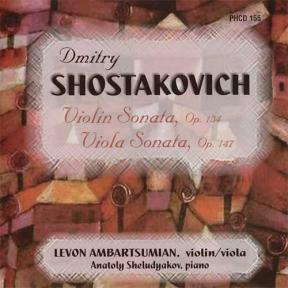 PHCD 155
Dmitry
SHOSTAKOVICH
Violin Sonata, Op. 134
Viola Sonata, Op. 147
LEVON AMBARTSUMIAN, violin/viola
Anatoly Sheludyakov, piano